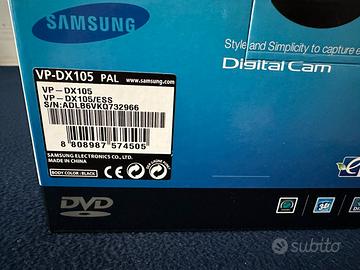 SAMSUNG
Style and Simplicity to capture e
Digital Cam
VP-DX105 PAL www.samsung.com
VP-DX105
VP-DX105/ESS
S/N:ADLB6VKQ732966
8 808987 574505
SAMSUNG ELECTRONICS CO., LTD.
MADE IN CHINA
BODY COLOR : BLACK
DVD
3D
subito